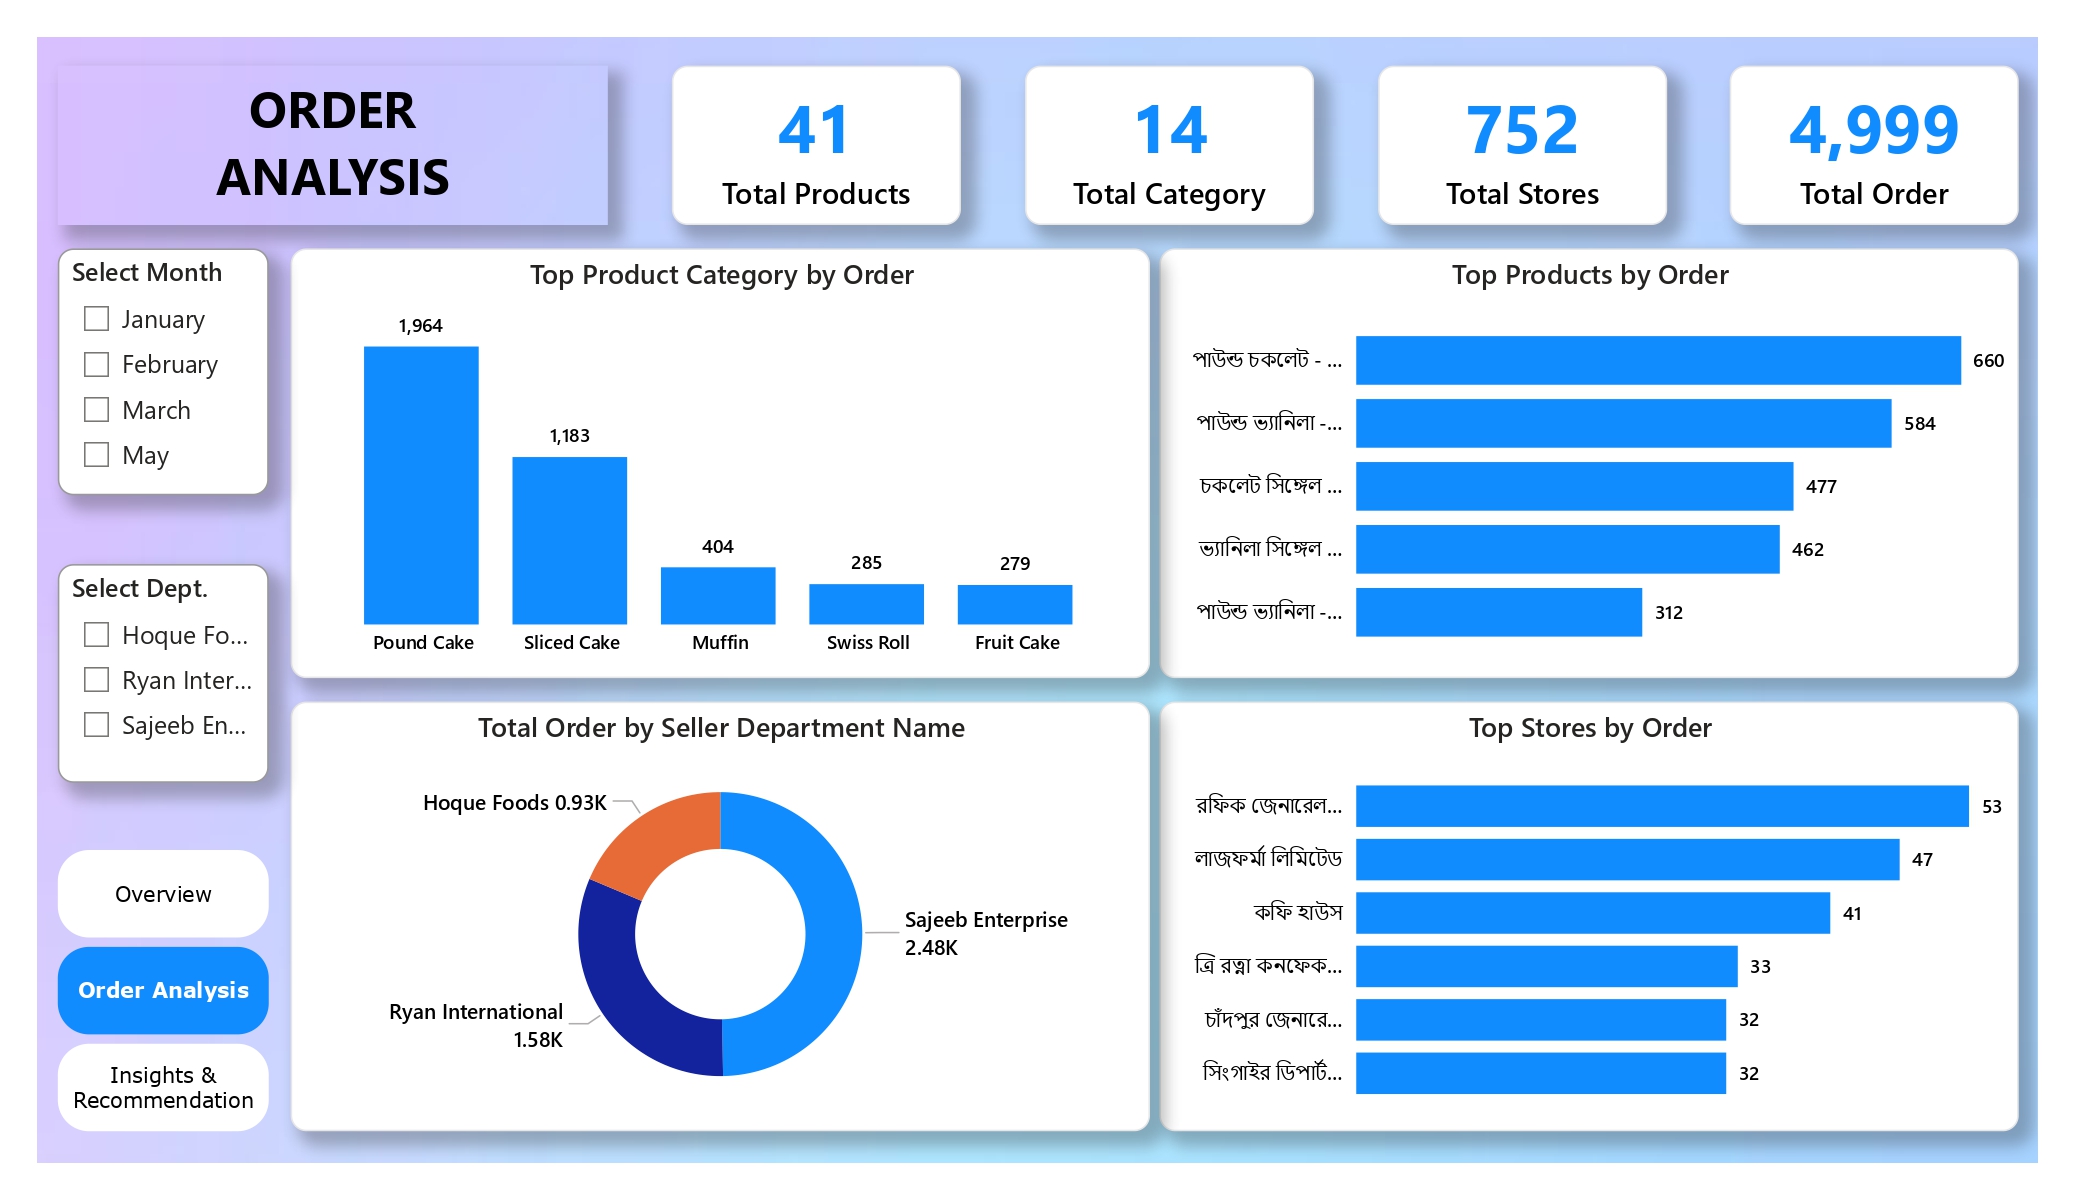 ORDER
ANALYSIS
41
Total Products
14
Total Category
752
Total Stores
4,999
Total Order
Select Month
January
February
March
May
Select Dept.
Hoque Fo...
Ryan Inter...
Sajeeb En...
Overview
Order Analysis
Insights &
Recommendation
Top Product Category by Order
1,964
1,183
404
285
279
Pound Cake
Sliced Cake
Muffin
Swiss Roll
Fruit Cake
Top Products by Order
পাউন্ড চকলেট - ... 660
পাউন্ড ভ্যানিলা -... 584
চকলেট সিঙ্গেল ... 477
ভ্যানিলা সিঙ্গেল ... 462
পাউন্ড ভ্যানিলা -... 312
Total Order by Seller Department Name
Hoque Foods 0.93K
Sajeeb Enterprise
2.48K
Ryan International
1.58K
Top Stores by Order
রফিক জেনারেল... 53
লাজফর্মা লিমিটেড 47
কফি হাউস 41
ত্রি রত্না কনফেক... 33
চাঁদপুর জেনারে... 32
সিংগাইর ডিপার্ট... 32